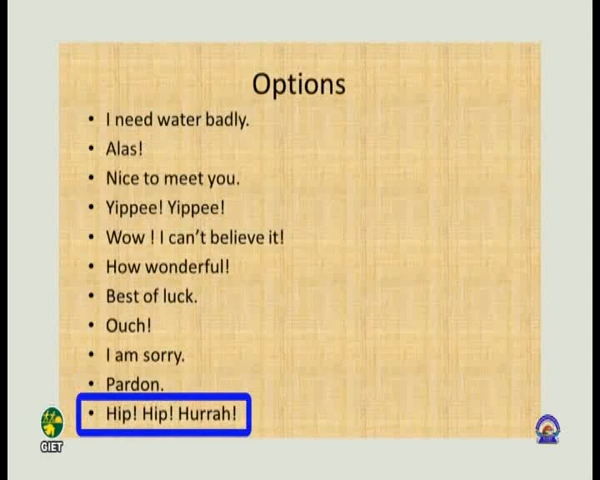 Options
• I need water badly.
• Alas!
• Nice to meet you.
• Yippee! Yippee!
• Wow ! I can't believe it!
• How wonderful!
• Best of luck.
• Ouch!
• I am sorry.
• Pardon.
• Hip! Hip! Hurrah!
GIET